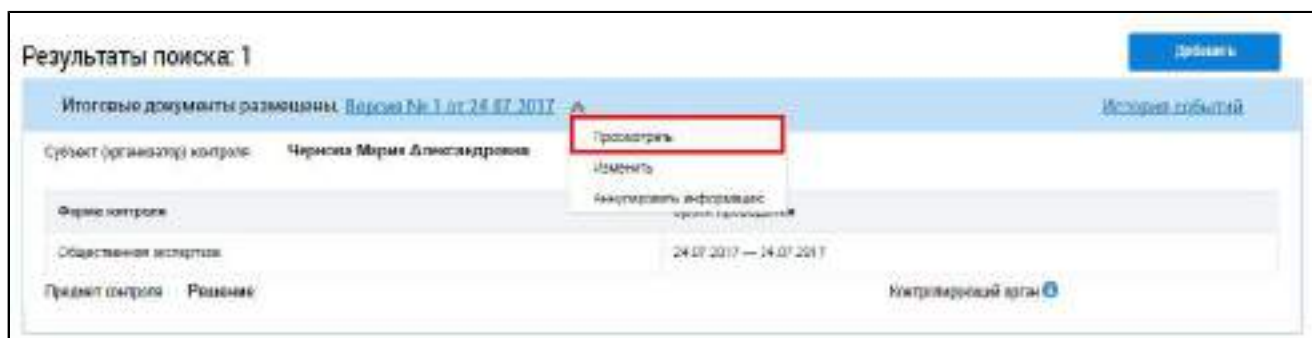 Результаты поиска: 1
Добавить
Итоговые документы размещены, Версия № 1 от 24.07.2017
История событий
Просмотреть
Субъект (организатор) контроля Чернова Мария Александровна
Изменить
Аннулировать информацию
Форма контроля
Общественная экспертиза 24.07.2017 — 24.07.2017
Предмет контроля Решение Контролирующий орган